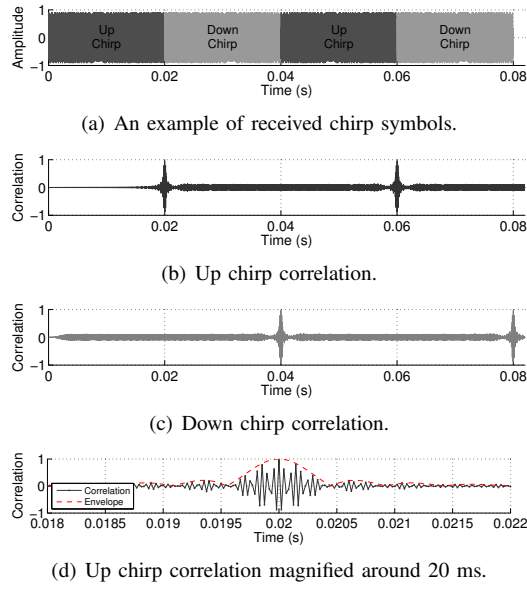 Amplitude
1
0
−1
Up
Chirp
Down
Chirp
Up
Chirp
Down
Chirp
0 0.02 0.04 0.06 0.08
Time (s)
(a) An example of received chirp symbols.
Correlation
1
0
−1
0 0.02 0.04 0.06 0.08
Time (s)
(b) Up chirp correlation.
Correlation
1
0
−1
0 0.02 0.04 0.06 0.08
Time (s)
(c) Down chirp correlation.
Correlation
1
0
−1
Correlation
Envelope
0.018 0.0185 0.019 0.0195 0.02 0.0205 0.021 0.0215 0.022
Time (s)
(d) Up chirp correlation magnified around 20 ms.